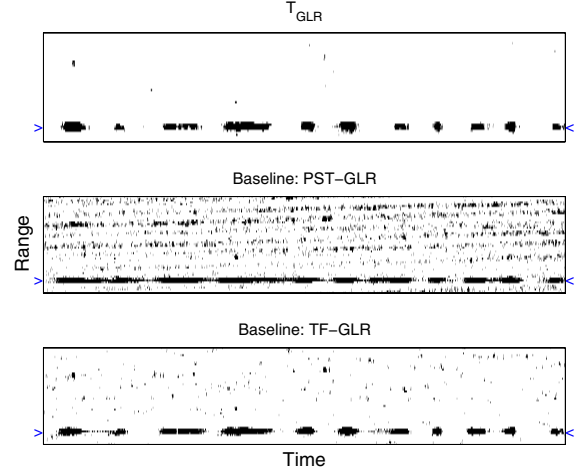 T_GLR
> <
Baseline: PST−GLR
Range
> <
Baseline: TF−GLR
> <
Time